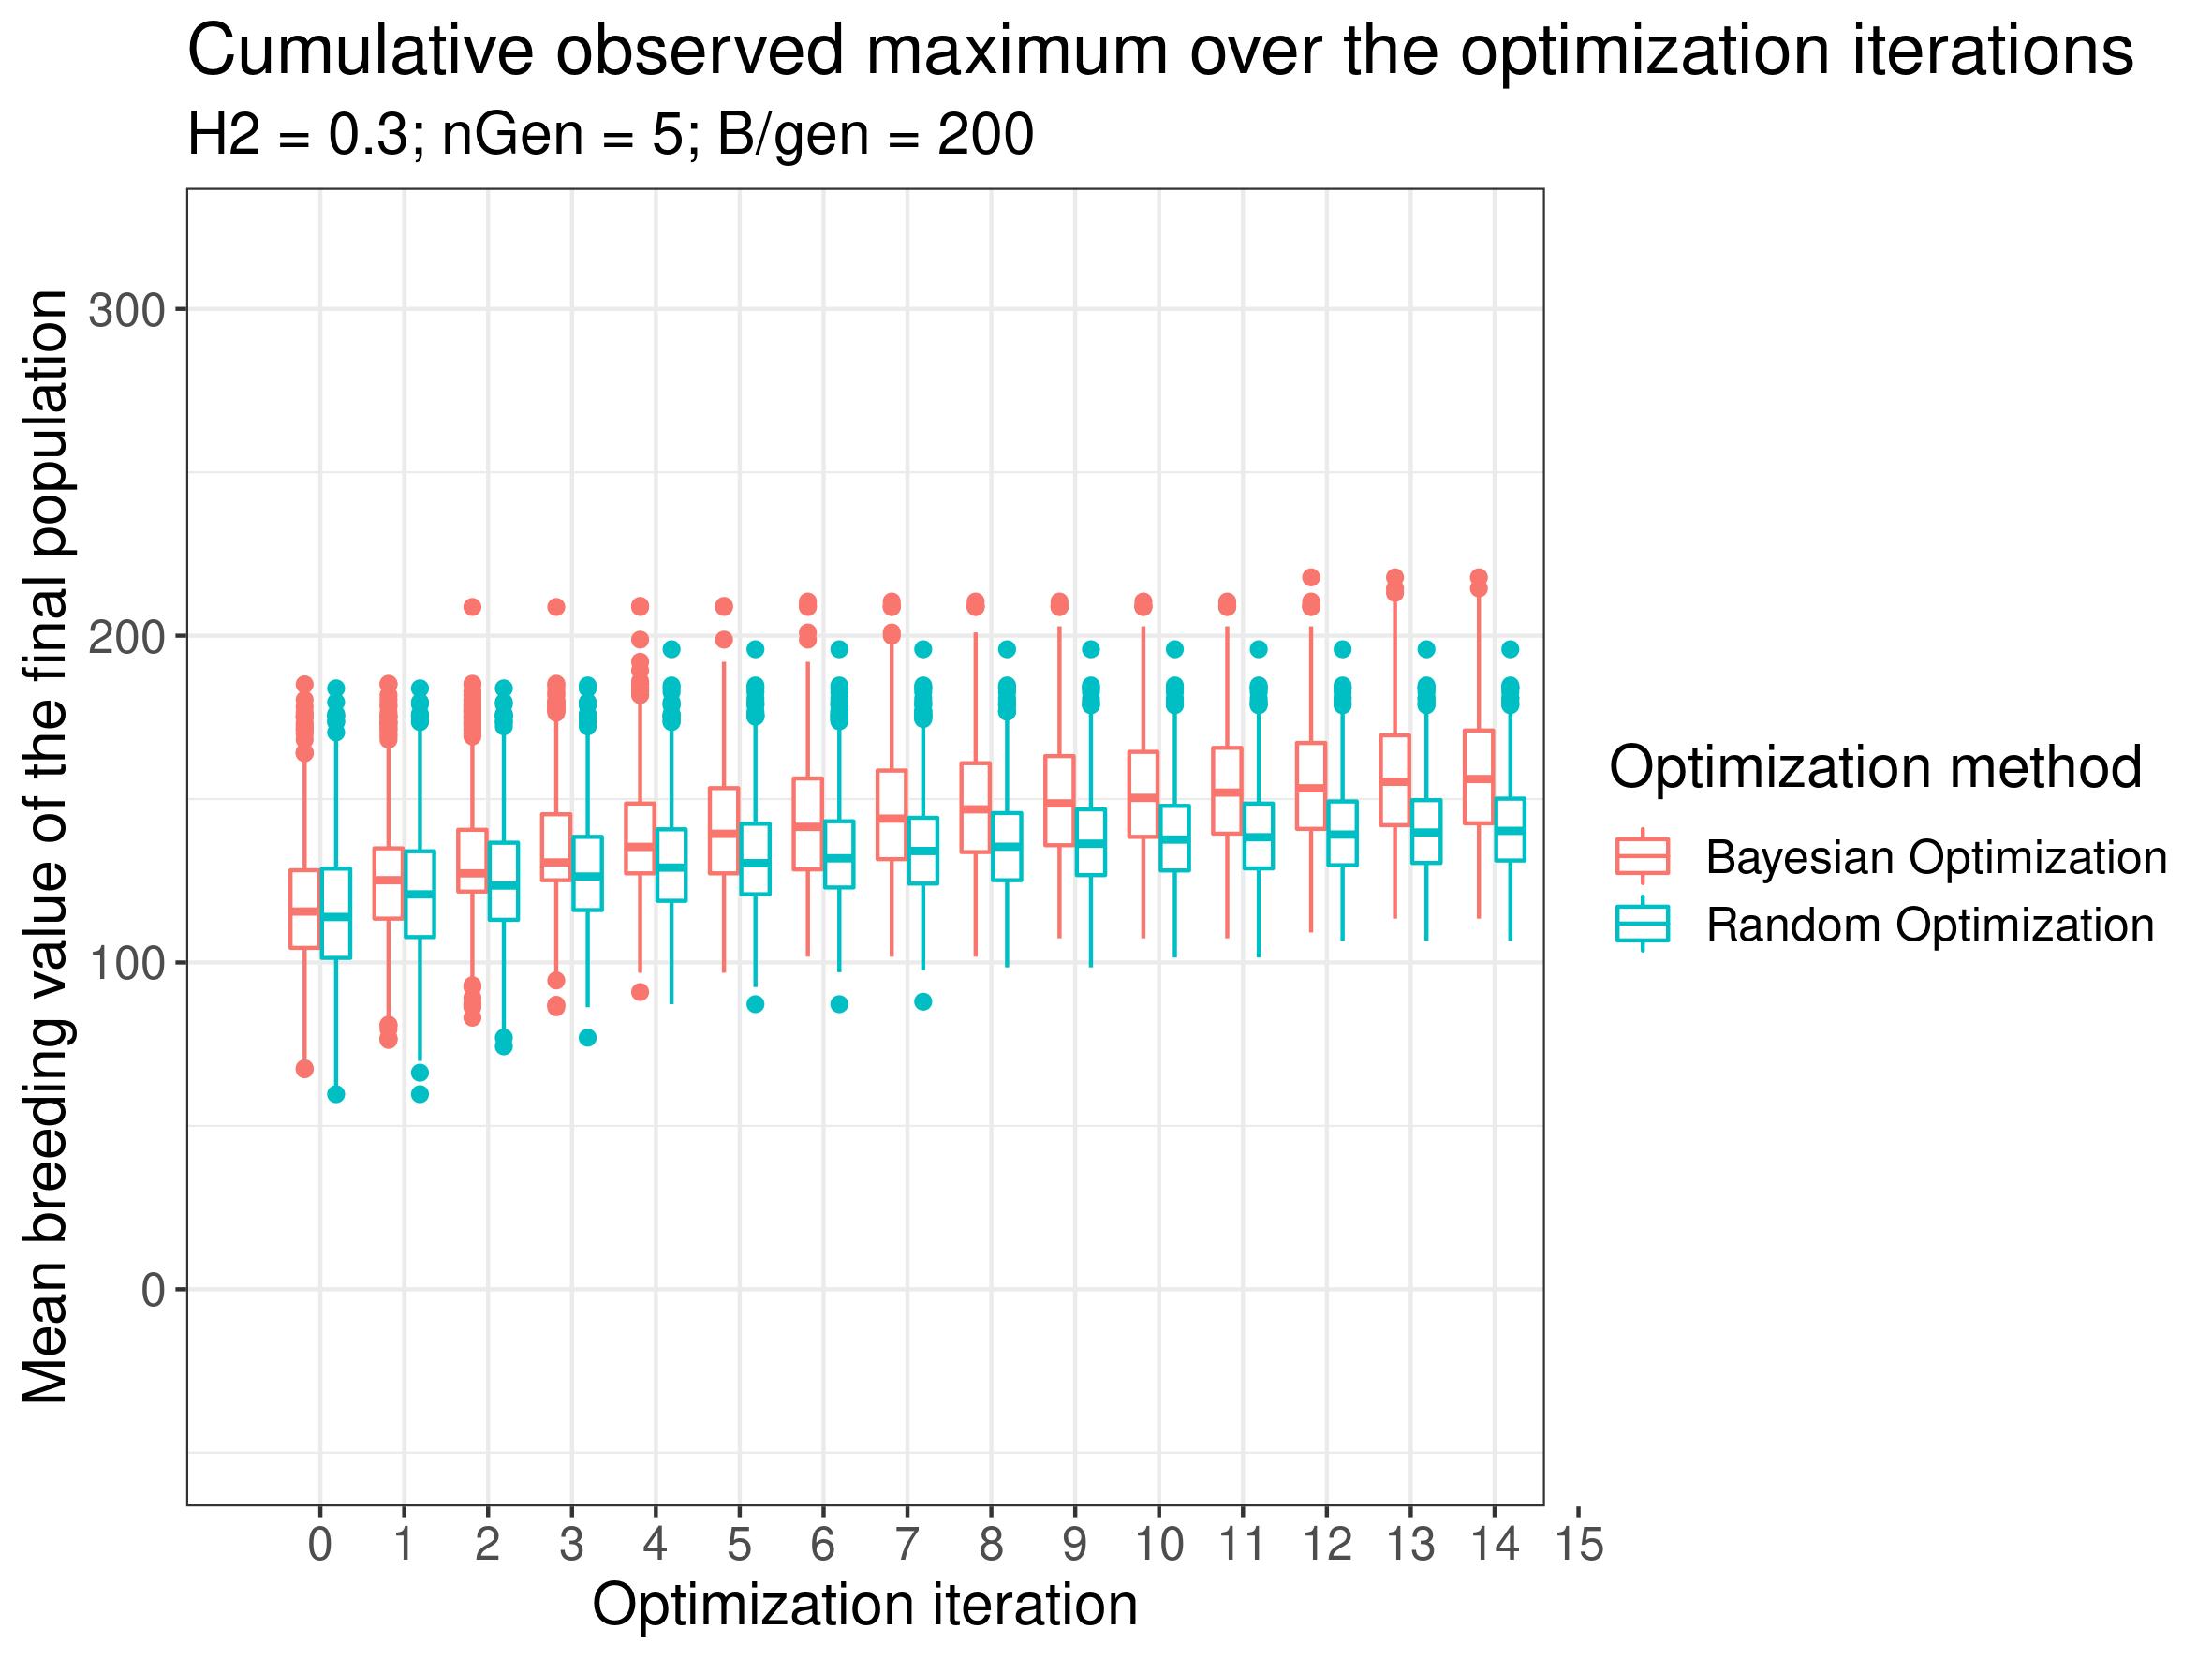 Cumulative observed maximum over the optimization iterations
H2 = 0.3; nGen = 5; B/gen = 200
Mean breeding value of the final population
300
200
100
0
0 1 2 3 4 5 6 7 8 9 10 11 12 13 14 15
Optimization iteration
Optimization method
Bayesian Optimization
Random Optimization